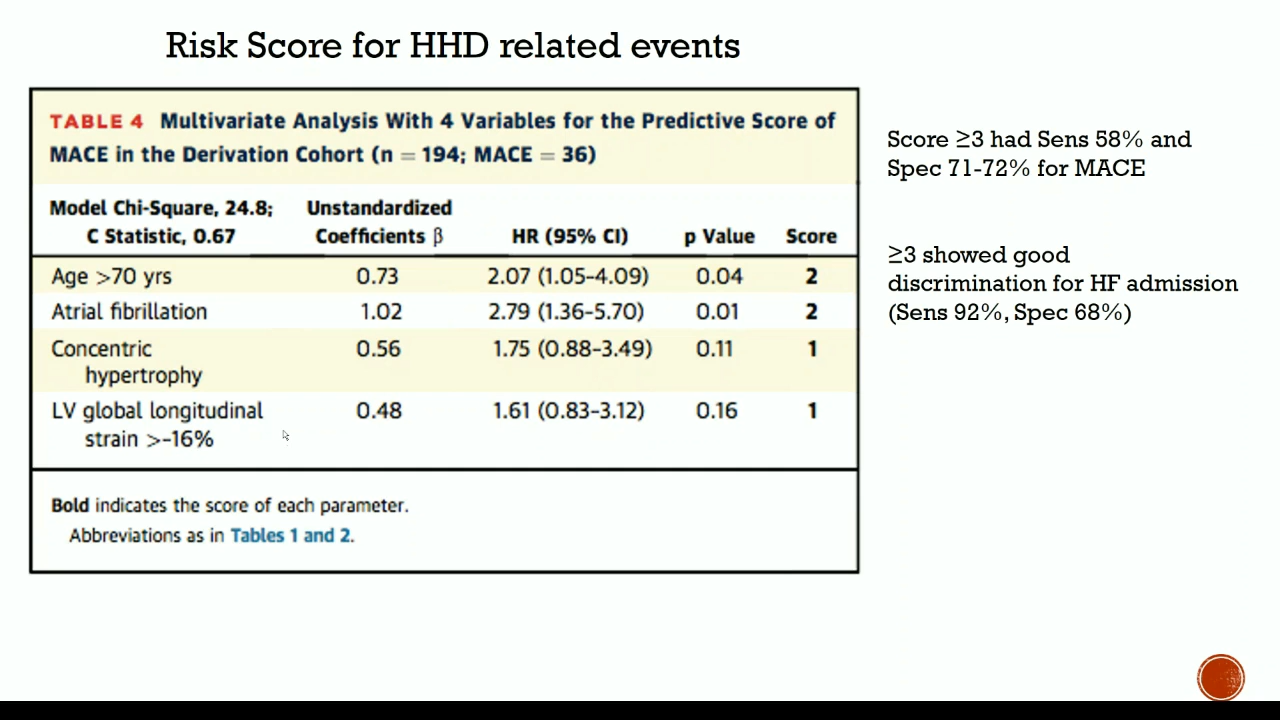 Risk Score for HHD related events
TABLE 4 Multivariate Analysis With 4 Variables for the Predictive Score of
MACE in the Derivation Cohort (n = 194; MACE = 36)
Model Chi-Square, 24.8; Unstandardized
C Statistic, 0.67 Coefficients β HR (95% CI) p Value Score
Age >70 yrs 0.73 2.07 (1.05–4.09) 0.04 2
Atrial fibrillation 1.02 2.79 (1.36–5.70) 0.01 2
Concentric 0.56 1.75 (0.88–3.49) 0.11 1
hypertrophy
LV global longitudinal 0.48 1.61 (0.83–3.12) 0.16 1
strain >-16%
Bold indicates the score of each parameter.
Abbreviations as in Tables 1 and 2.
Score ≥3 had Sens 58% and
Spec 71-72% for MACE
≥3 showed good
discrimination for HF admission
(Sens 92%, Spec 68%)